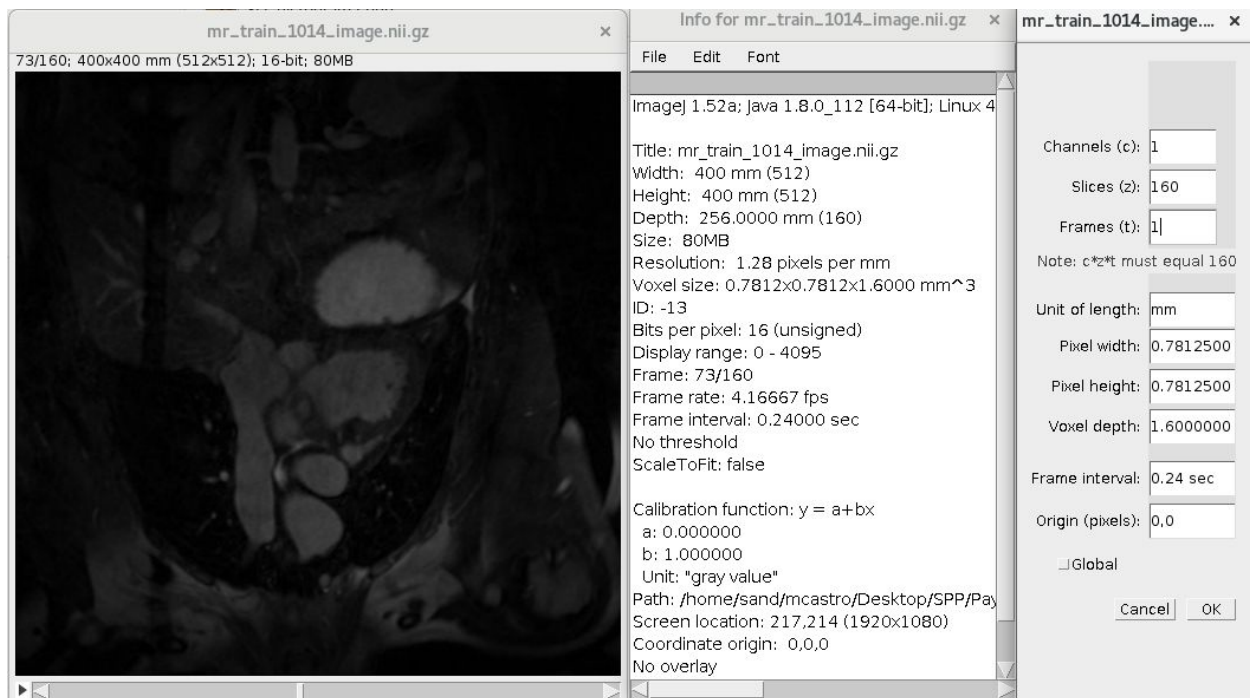 mr_train_1014_image.nii.gz ×
73/160; 400x400 mm (512x512); 16-bit; 80MB
Info for mr_train_1014_image.nii.gz ×
File Edit Font
ImageJ 1.52a; Java 1.8.0_112 [64-bit]; Linux 4
Title: mr_train_1014_image.nii.gz
Width: 400 mm (512)
Height: 400 mm (512)
Depth: 256.0000 mm (160)
Size: 80MB
Resolution: 1.28 pixels per mm
Voxel size: 0.7812x0.7812x1.6000 mm^3
ID: -13
Bits per pixel: 16 (unsigned)
Display range: 0 - 4095
Frame: 73/160
Frame rate: 4.16667 fps
Frame interval: 0.24000 sec
No threshold
ScaleToFit: false
Calibration function: y = a+bx
a: 0.000000
b: 1.000000
Unit: "gray value"
Path: /home/sand/mcastro/Desktop/SPP/Pay
Screen location: 217,214 (1920x1080)
Coordinate origin: 0,0,0
No overlay
mr_train_1014_image.... ×
Channels (c): 1
Slices (z): 160
Frames (t): 1
Note: c*z*t must equal 160
Unit of length: mm
Pixel width: 0.7812500
Pixel height: 0.7812500
Voxel depth: 1.6000000
Frame interval: 0.24 sec
Origin (pixels): 0,0
Global
Cancel OK